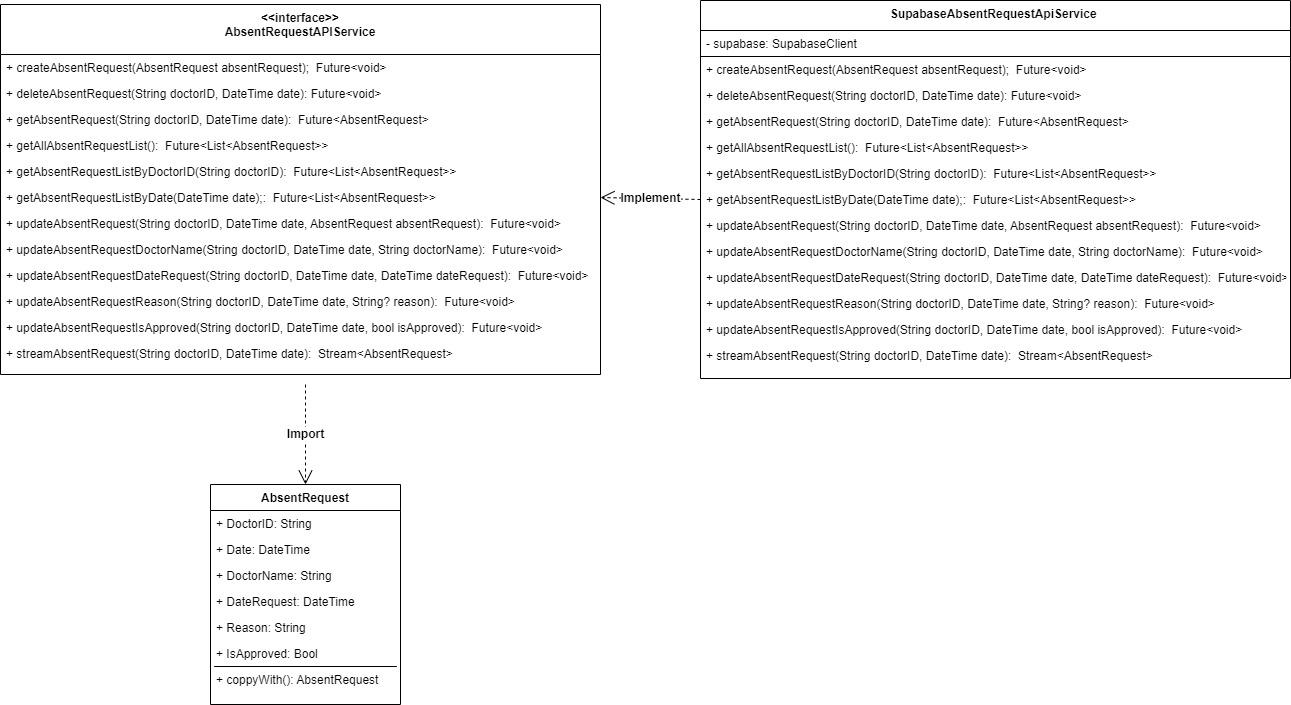 <<interface>>
AbsentRequestAPIService
+ createAbsentRequest(AbsentRequest absentRequest);  Future<void>
+ deleteAbsentRequest(String doctorID, DateTime date): Future<void>
+ getAbsentRequest(String doctorID, DateTime date):  Future<AbsentRequest>
+ getAllAbsentRequestList():  Future<List<AbsentRequest>>
+ getAbsentRequestListByDoctorID(String doctorID):  Future<List<AbsentRequest>>
+ getAbsentRequestListByDate(DateTime date);:  Future<List<AbsentRequest>>
+ updateAbsentRequest(String doctorID, DateTime date, AbsentRequest absentRequest):  Future<void>
+ updateAbsentRequestDoctorName(String doctorID, DateTime date, String doctorName):  Future<void>
+ updateAbsentRequestDateRequest(String doctorID, DateTime date, DateTime dateRequest):  Future<void>
+ updateAbsentRequestReason(String doctorID, DateTime date, String? reason):  Future<void>
+ updateAbsentRequestIsApproved(String doctorID, DateTime date, bool isApproved):  Future<void>
+ streamAbsentRequest(String doctorID, DateTime date):  Stream<AbsentRequest>
Implement
SupabaseAbsentRequestApiService
- supabase: SupabaseClient
+ createAbsentRequest(AbsentRequest absentRequest);  Future<void>
+ deleteAbsentRequest(String doctorID, DateTime date): Future<void>
+ getAbsentRequest(String doctorID, DateTime date):  Future<AbsentRequest>
+ getAllAbsentRequestList():  Future<List<AbsentRequest>>
+ getAbsentRequestListByDoctorID(String doctorID):  Future<List<AbsentRequest>>
+ getAbsentRequestListByDate(DateTime date);:  Future<List<AbsentRequest>>
+ updateAbsentRequest(String doctorID, DateTime date, AbsentRequest absentRequest):  Future<void>
+ updateAbsentRequestDoctorName(String doctorID, DateTime date, String doctorName):  Future<void>
+ updateAbsentRequestDateRequest(String doctorID, DateTime date, DateTime dateRequest):  Future<void>
+ updateAbsentRequestReason(String doctorID, DateTime date, String? reason):  Future<void>
+ updateAbsentRequestIsApproved(String doctorID, DateTime date, bool isApproved):  Future<void>
+ streamAbsentRequest(String doctorID, DateTime date):  Stream<AbsentRequest>
Import
AbsentRequest
+ DoctorID: String
+ Date: DateTime
+ DoctorName: String
+ DateRequest: DateTime
+ Reason: String
+ IsApproved: Bool
+ coppyWith(): AbsentRequest